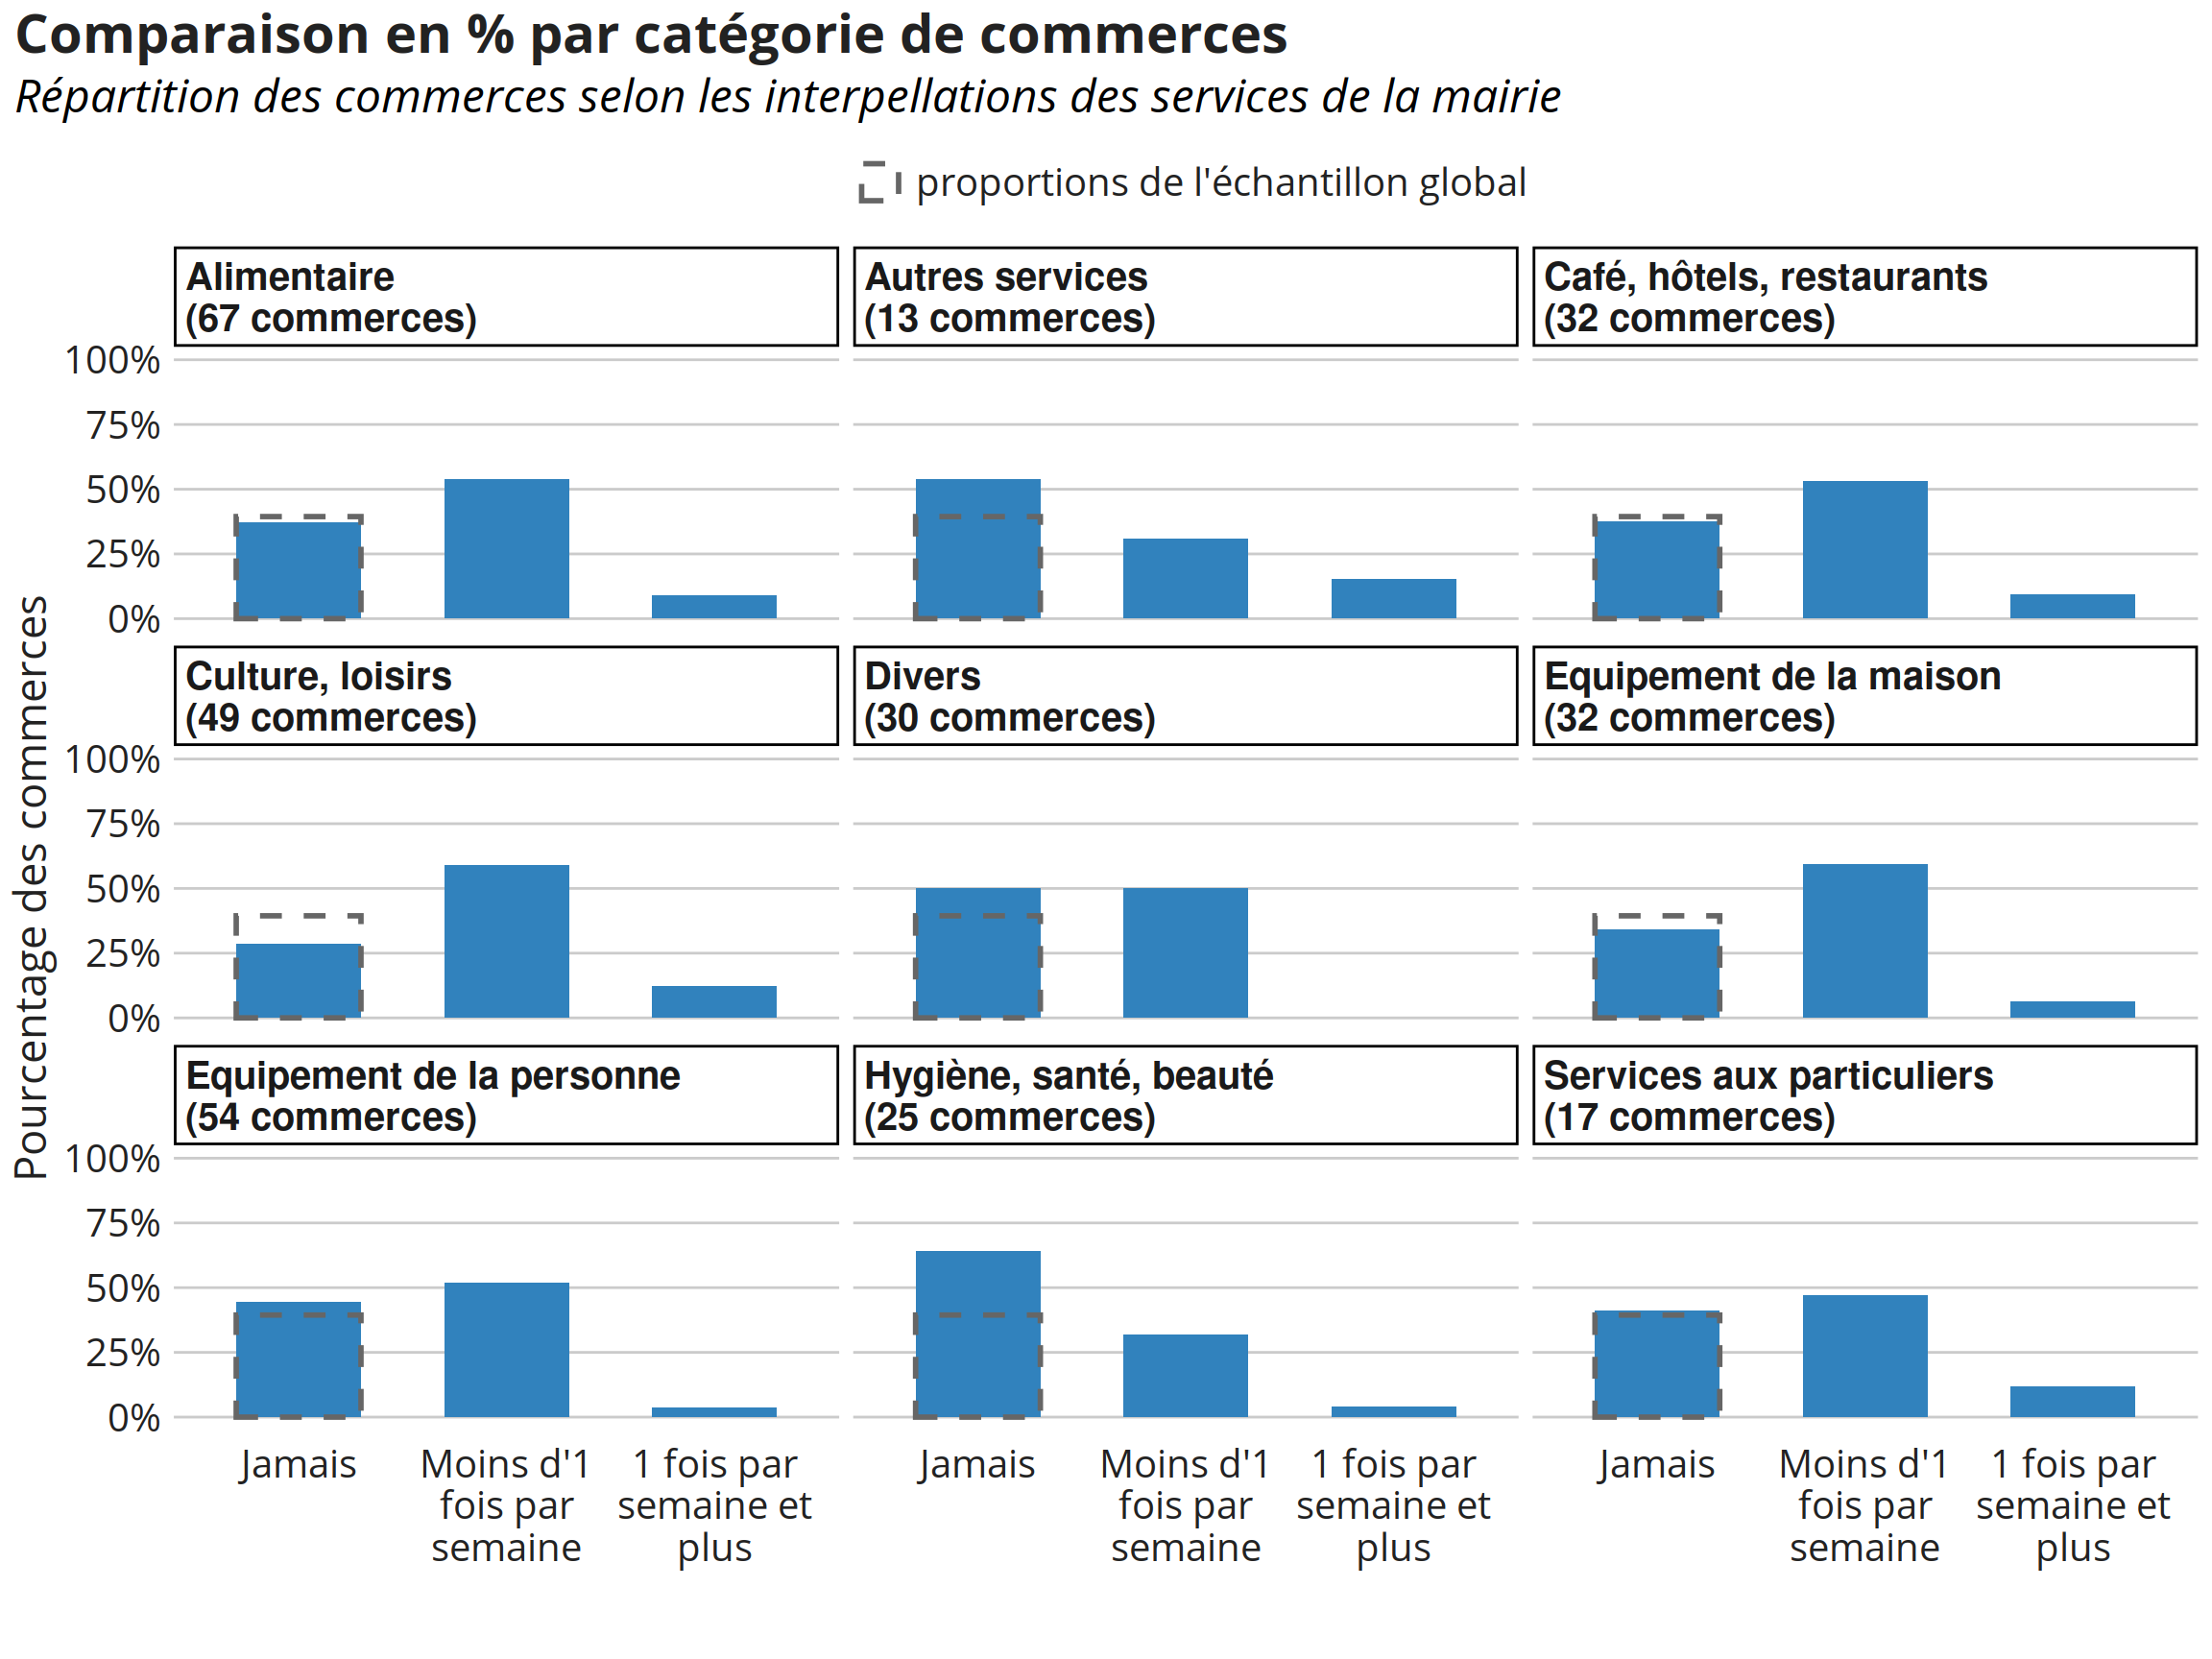 Comparaison en % par catégorie de commerces
Répartition des commerces selon les interpellations des services de la mairie
proportions de l'échantillon global
Pourcentage des commerces
Alimentaire
(67 commerces)
Autres services
(13 commerces)
Café, hôtels, restaurants
(32 commerces)
100%
75%
50%
25%
0%
Culture, loisirs
(49 commerces)
Divers
(30 commerces)
Equipement de la maison
(32 commerces)
100%
75%
50%
25%
0%
Equipement de la personne
(54 commerces)
Hygiène, santé, beauté
(25 commerces)
Services aux particuliers
(17 commerces)
100%
75%
50%
25%
0%
Jamais
Moins d'1
fois par
semaine
1 fois par
semaine et
plus
Jamais
Moins d'1
fois par
semaine
1 fois par
semaine et
plus
Jamais
Moins d'1
fois par
semaine
1 fois par
semaine et
plus